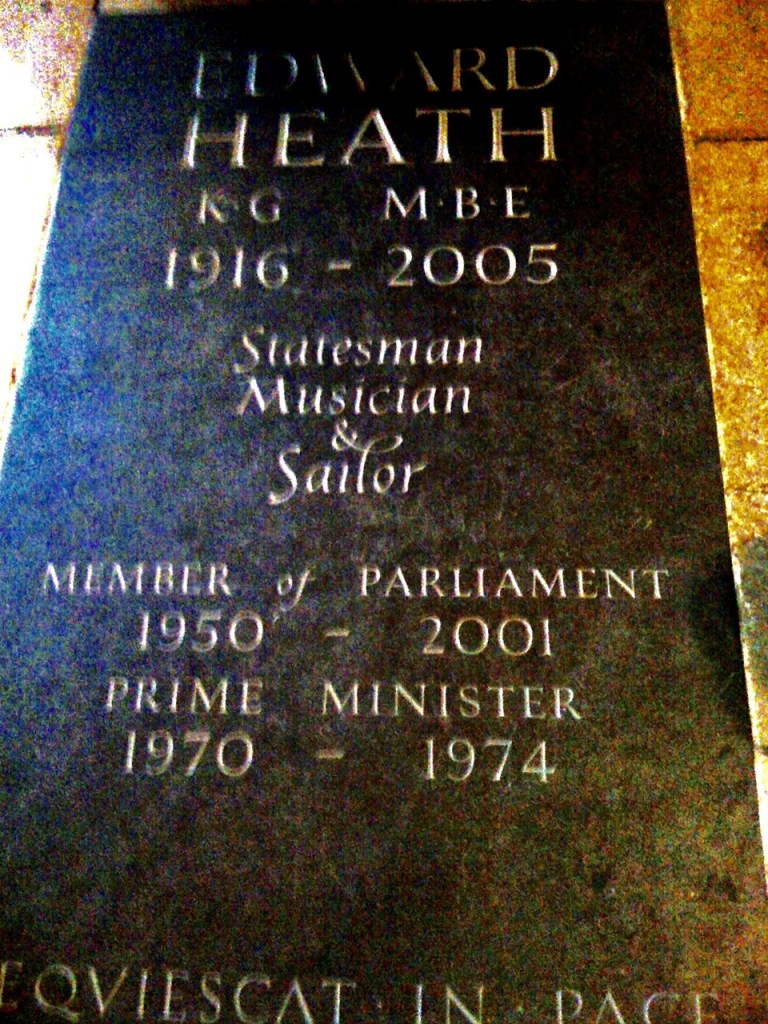 EDWARD
HEATH
K·G M·B·E
1916 - 2005
Statesman
Musician
&
Sailor
MEMBER of PARLIAMENT
1950 - 2001
PRIME MINISTER
1970 - 1974
EQVIESCAT · IN · PACE